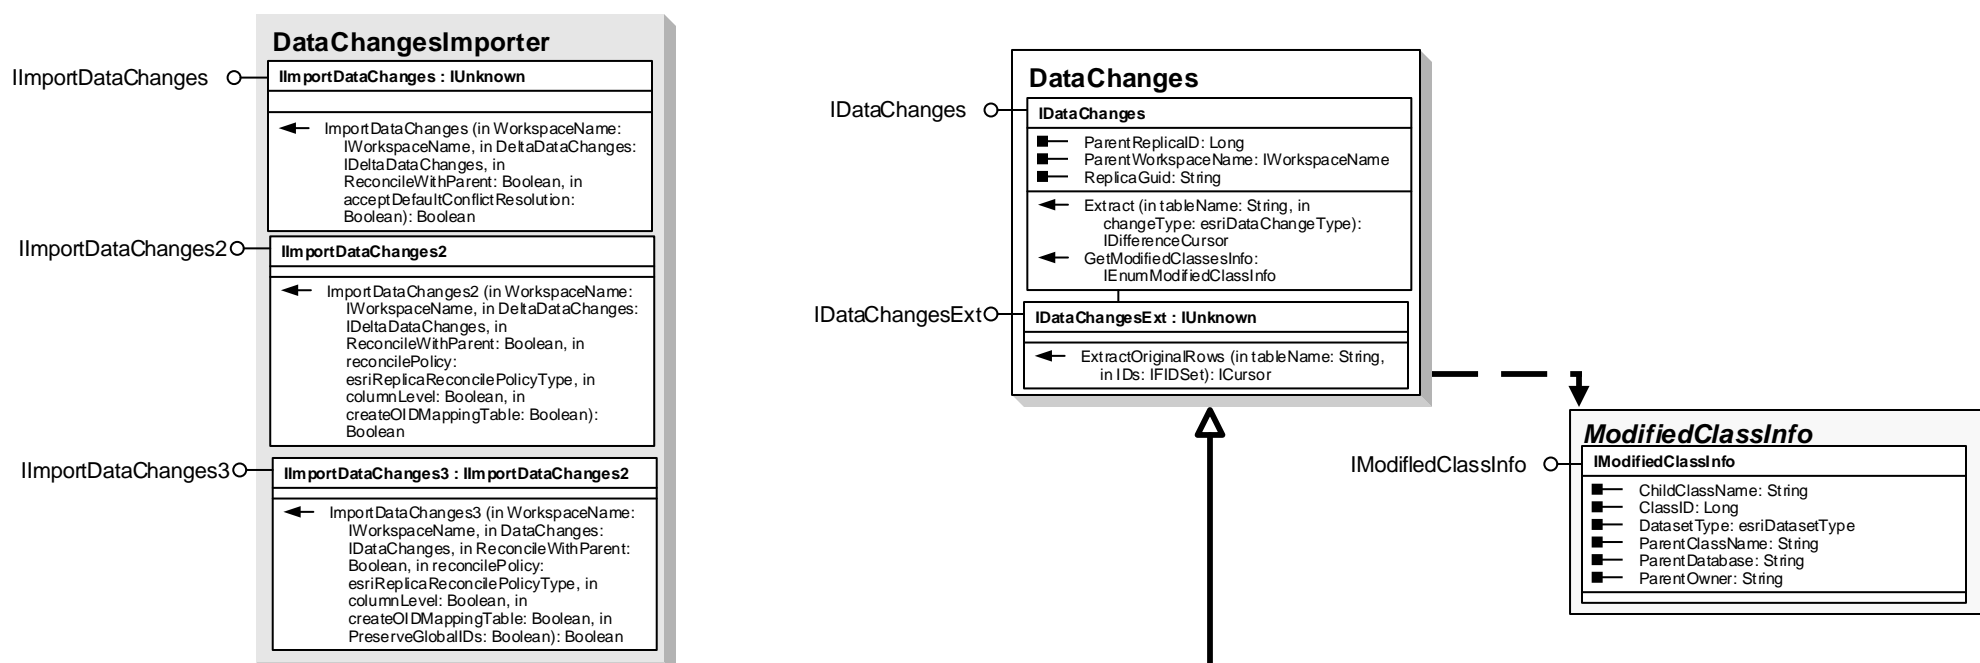 DataChangesImporter
IImportDataChanges
IImportDataChanges : IUnknown
ImportDataChanges (in WorkspaceName:
IWorkspaceName, in DeltaDataChanges:
IDeltaDataChanges, in
ReconcileWithParent: Boolean, in
acceptDefaultConflictResolution:
Boolean): Boolean
IImportDataChanges2
IImportDataChanges2
ImportDataChanges2 (in WorkspaceName:
IWorkspaceName, in DeltaDataChanges:
IDeltaDataChanges, in
ReconcileWithParent: Boolean, in
reconcilePolicy:
esriReplicaReconcilePolicyType, in
columnLevel: Boolean, in
createOIDMappingTable: Boolean):
Boolean
IImportDataChanges3
IImportDataChanges3 : IImportDataChanges2
ImportDataChanges3 (in WorkspaceName:
IWorkspaceName, in DataChanges:
IDataChanges, in ReconcileWithParent:
Boolean, in reconcilePolicy:
esriReplicaReconcilePolicyType, in
columnLevel: Boolean, in
createOIDMappingTable: Boolean, in
PreserveGlobalIDs: Boolean): Boolean
DataChanges
IDataChanges
IDataChanges
ParentReplicaID: Long
ParentWorkspaceName: IWorkspaceName
ReplicaGuid: String
Extract (in tableName: String, in
changeType: esriDataChangeType):
IDifferenceCursor
GetModifiedClassesInfo:
IEnumModifiedClassInfo
IDataChangesExt
IDataChangesExt : IUnknown
ExtractOriginalRows (in tableName: String,
in IDs: IFIDSet): ICursor
ModifiedClassInfo
IModifledClassInfo
IModifiedClassInfo
ChildClassName: String
ClassID: Long
DatasetType: esriDatasetType
ParentClassName: String
ParentDatabase: String
ParentOwner: String